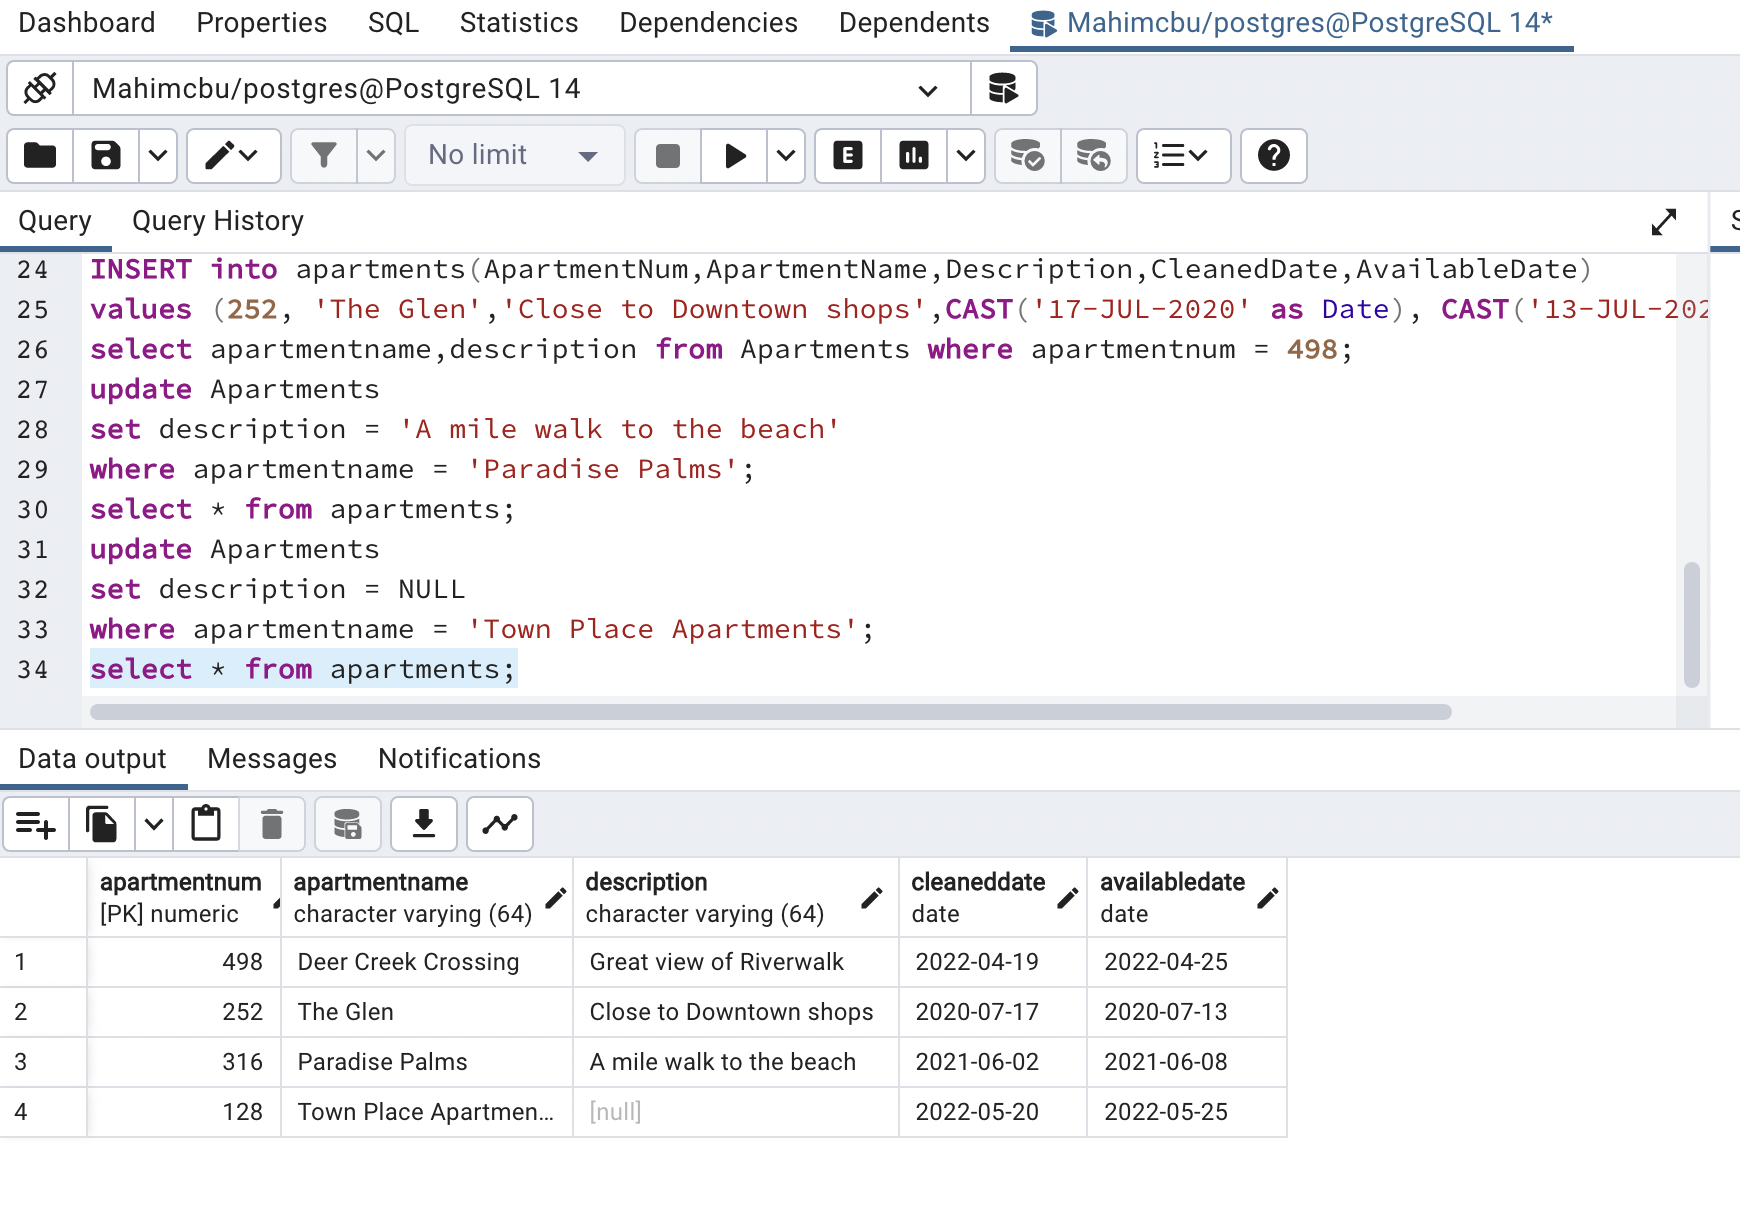 Dashboard Properties SQL Statistics Dependencies Dependents Mahimcbu/postgres@PostgreSQL 14*
Mahimcbu/postgres@PostgreSQL 14
No limit E
Query Query History S
24 INSERT into apartments(ApartmentNum,ApartmentName,Description,CleanedDate,AvailableDate)
25 values (252, 'The Glen','Close to Downtown shops',CAST('17-JUL-2020' as Date), CAST('13-JUL-202
26 select apartmentname,description from Apartments where apartmentnum = 498;
27 update Apartments
28 set description = 'A mile walk to the beach'
29 where apartmentname = 'Paradise Palms';
30 select * from apartments;
31 update Apartments
32 set description = NULL
33 where apartmentname = 'Town Place Apartments';
34 select * from apartments;
Data output Messages Notifications
apartmentnum apartmentname description cleaneddate availabledate
[PK] numeric character varying (64) character varying (64) date date
1 498 Deer Creek Crossing Great view of Riverwalk 2022-04-19 2022-04-25
2 252 The Glen Close to Downtown shops 2020-07-17 2020-07-13
3 316 Paradise Palms A mile walk to the beach 2021-06-02 2021-06-08
4 128 Town Place Apartmen... [null] 2022-05-20 2022-05-25